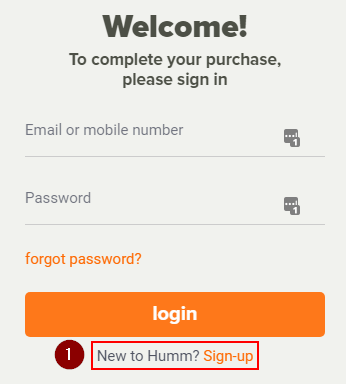 Welcome!
To complete your purchase,
please sign in
Email or mobile number
Password
forgot password?
login
1 New to Humm? Sign-up